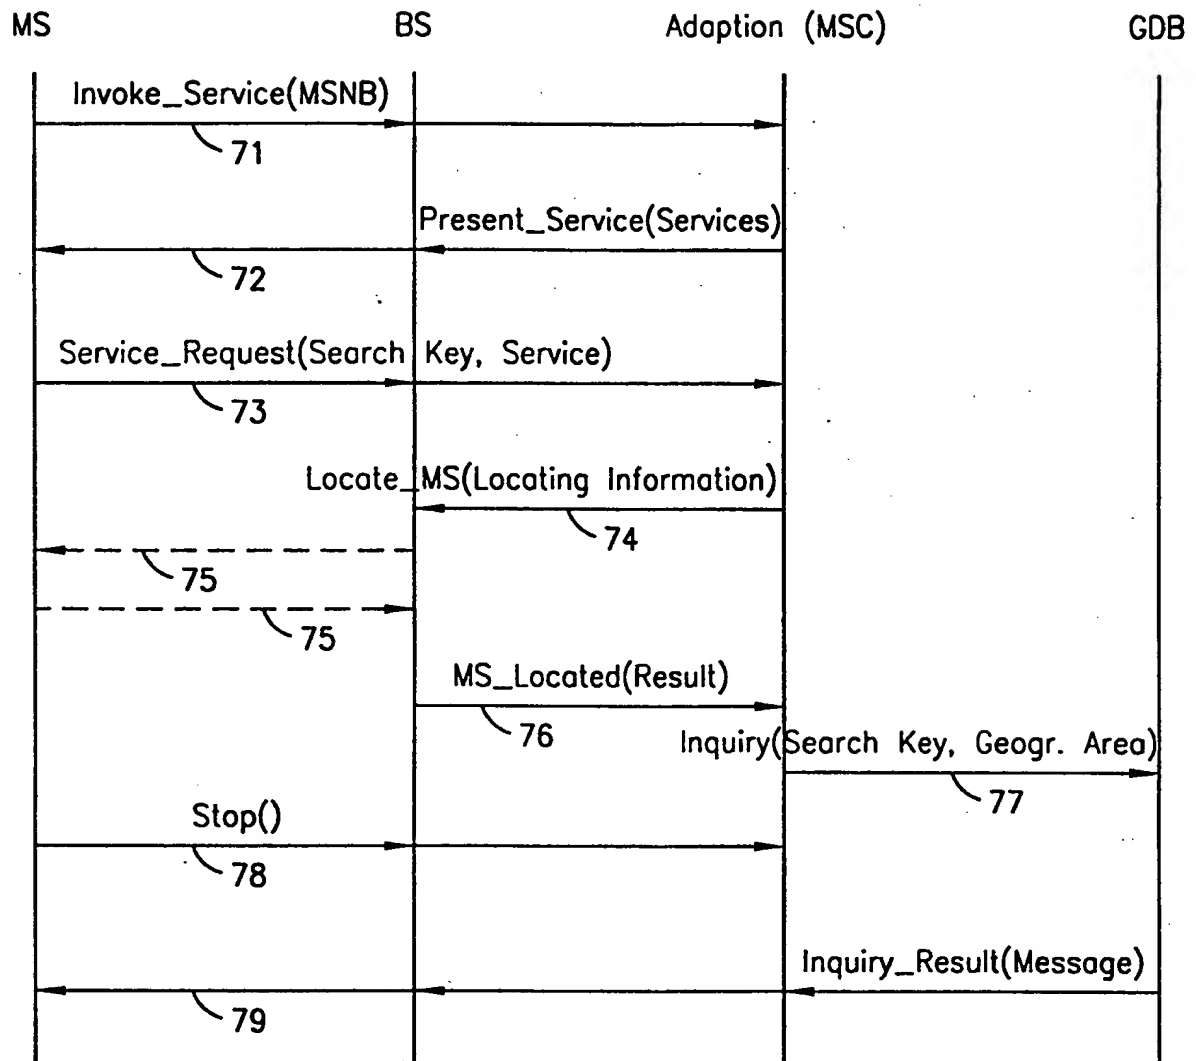 MS BS Adaption (MSC) GDB
Invoke_Service(MSNB)
71
Present_Service(Services)
72
Service_Request(Search Key, Service)
73
Locate_MS(Locating Information)
74
75
75
MS_Located(Result)
76
Inquiry(Search Key, Geogr. Area)
77
Stop()
78
Inquiry_Result(Message)
79